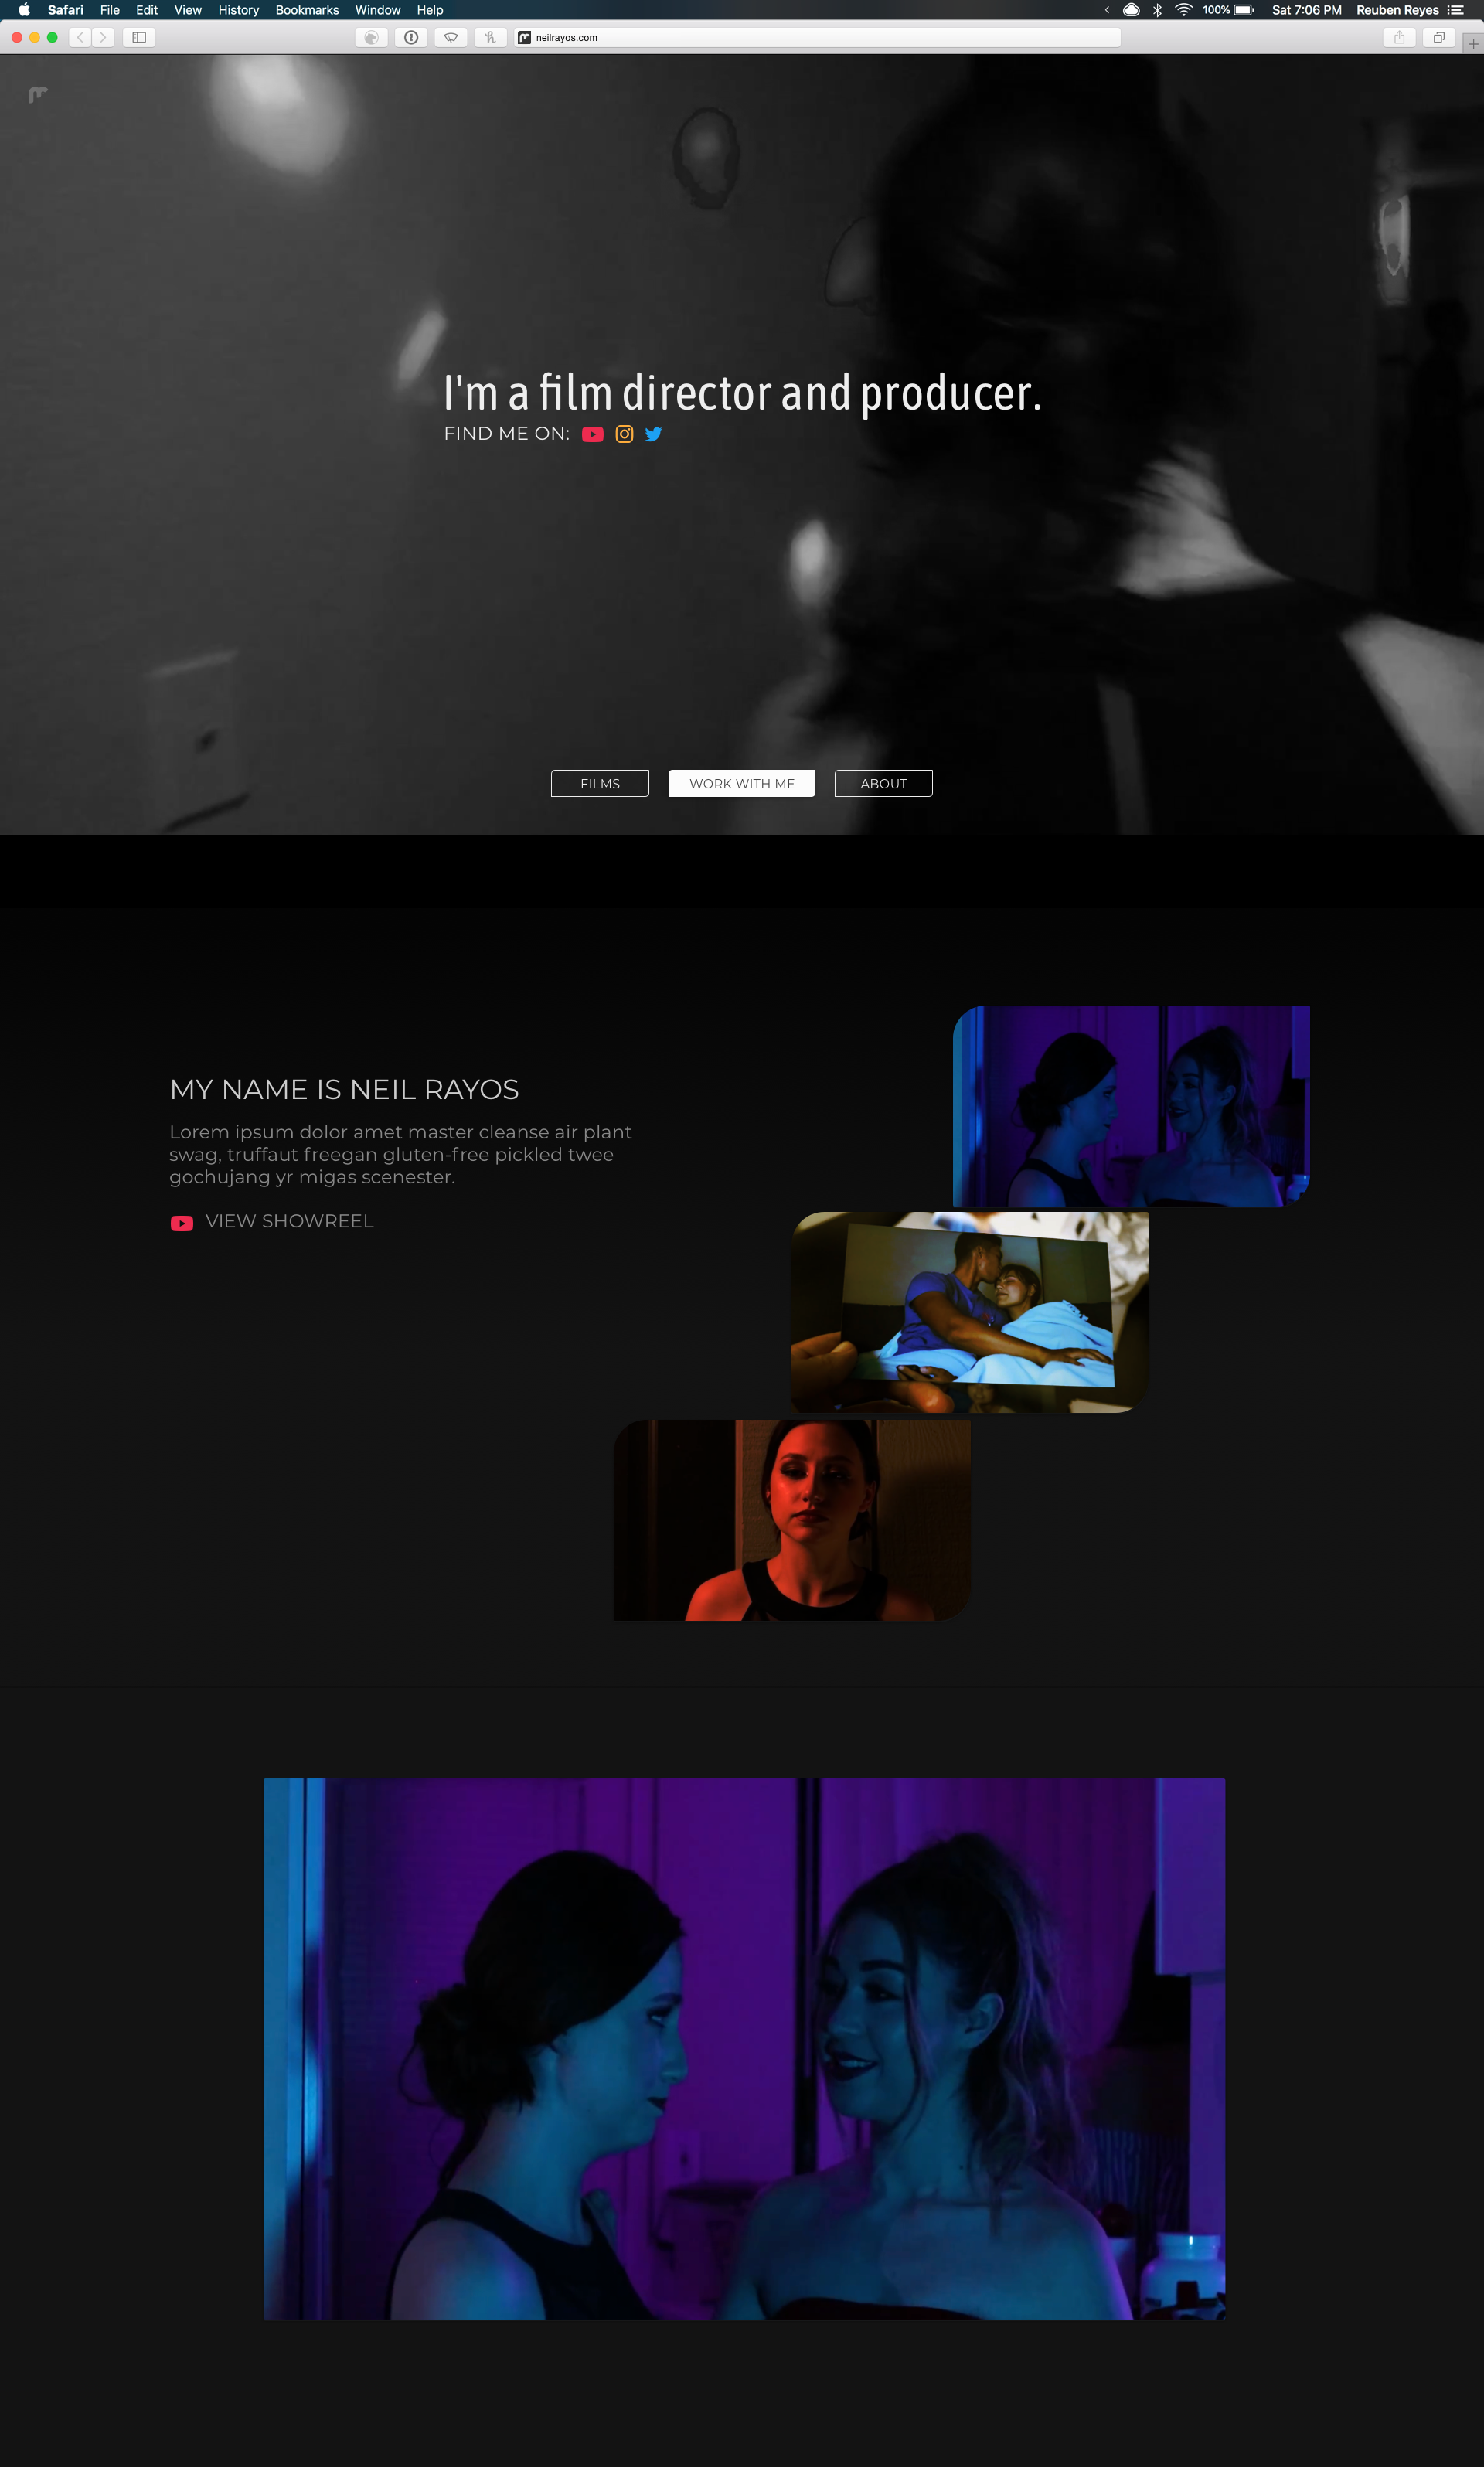 Safari File Edit View History Bookmarks Window Help 100% Sat 7:06 PM Reuben Reyes
neilrayos.com
I'm a film director and producer.
FIND ME ON:
FILMS WORK WITH ME ABOUT
MY NAME IS NEIL RAYOS
Lorem ipsum dolor amet master cleanse air plant
swag, truffaut freegan gluten-free pickled twee
gochujang yr migas scenester.
VIEW SHOWREEL